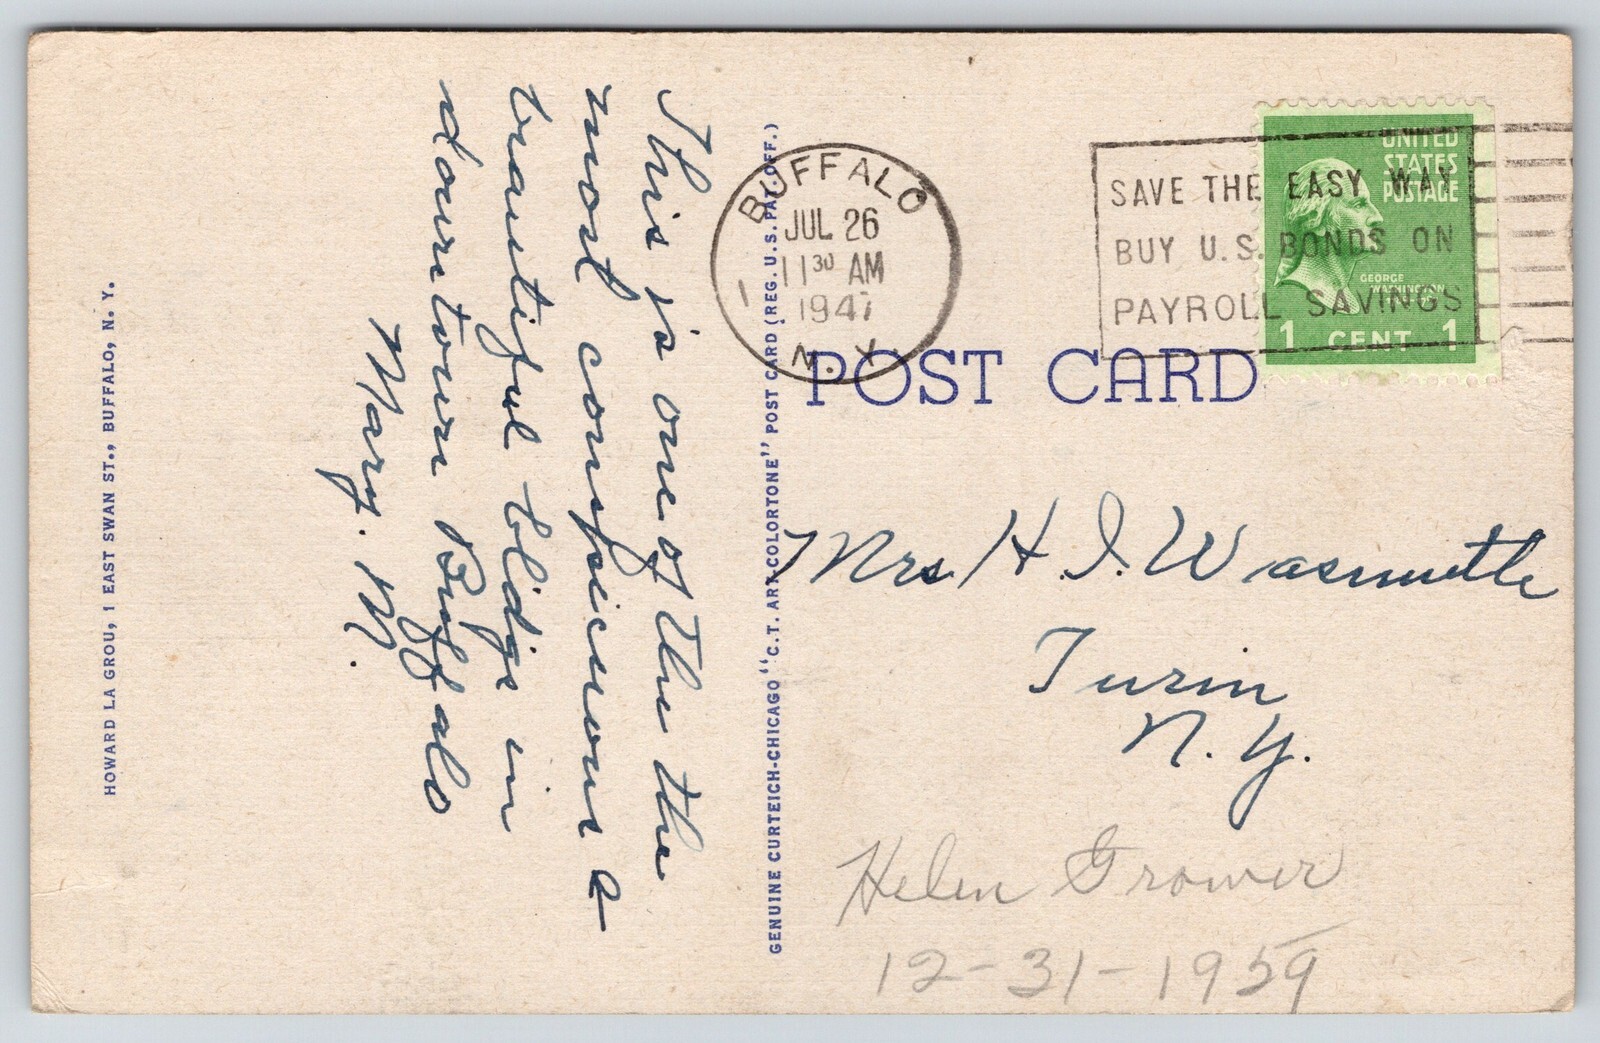 HOWARD LA GROU, 1 EAST SWAN ST., BUFFALO, N. Y.
This is one of the the
most conspicuous &
beautiful bldgs in
downtown Buffalo
Mary. M.
GENUINE CURTEICH-CHICAGO "C.T. ART-COLORTONE" POST CARD (REG. U.S. PAT. OFF.)
BUFFALO
JUL 26
11 30 AM
1947
N. Y.
SAVE THE EASY WAY
BUY U.S. BONDS ON
PAYROLL SAVINGS
UNITED
STATES
POSTAGE
GEORGE
WASHINGTON
1 CENT 1
POST CARD
Mrs. H. I. Wasmuth
Turin
N. Y.
Helen Grower
12-31-1959